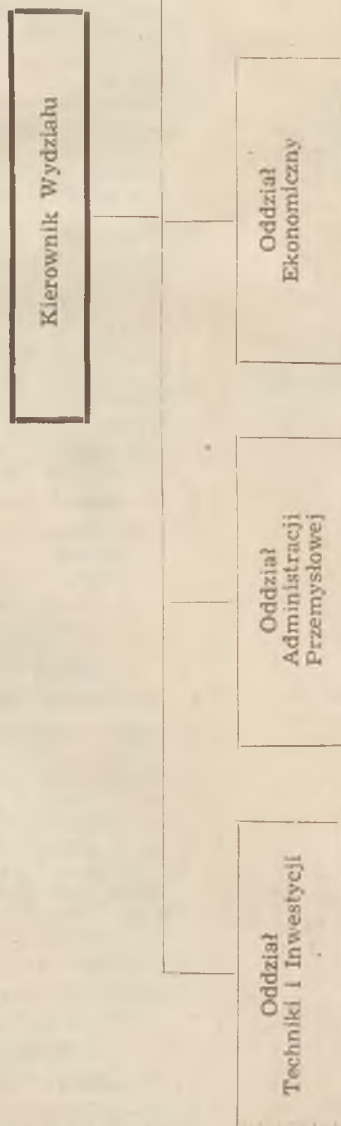 Kierownik Wydziału
Oddział
Techniki i Inwestycji
Oddział
Administracji
Przemysłowej
Oddział
Ekonomiczny